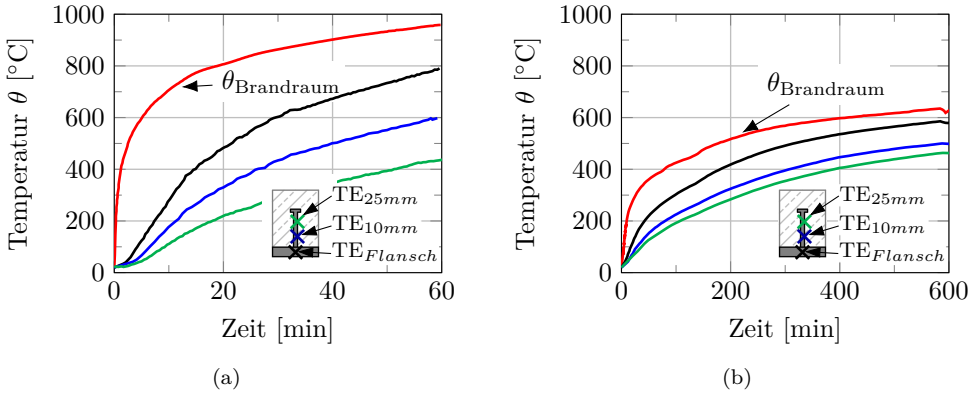 1000
800
600
400
200
0
Temperatur θ [°C]
θBrandraum
TE25mm
TE10mm
TEFlansch
0 20 40 60
Zeit [min]
(a)
1000
800
600
400
200
0
Temperatur θ [°C]
θBrandraum
TE25mm
TE10mm
TEFlansch
0 200 400 600
Zeit [min]
(b)